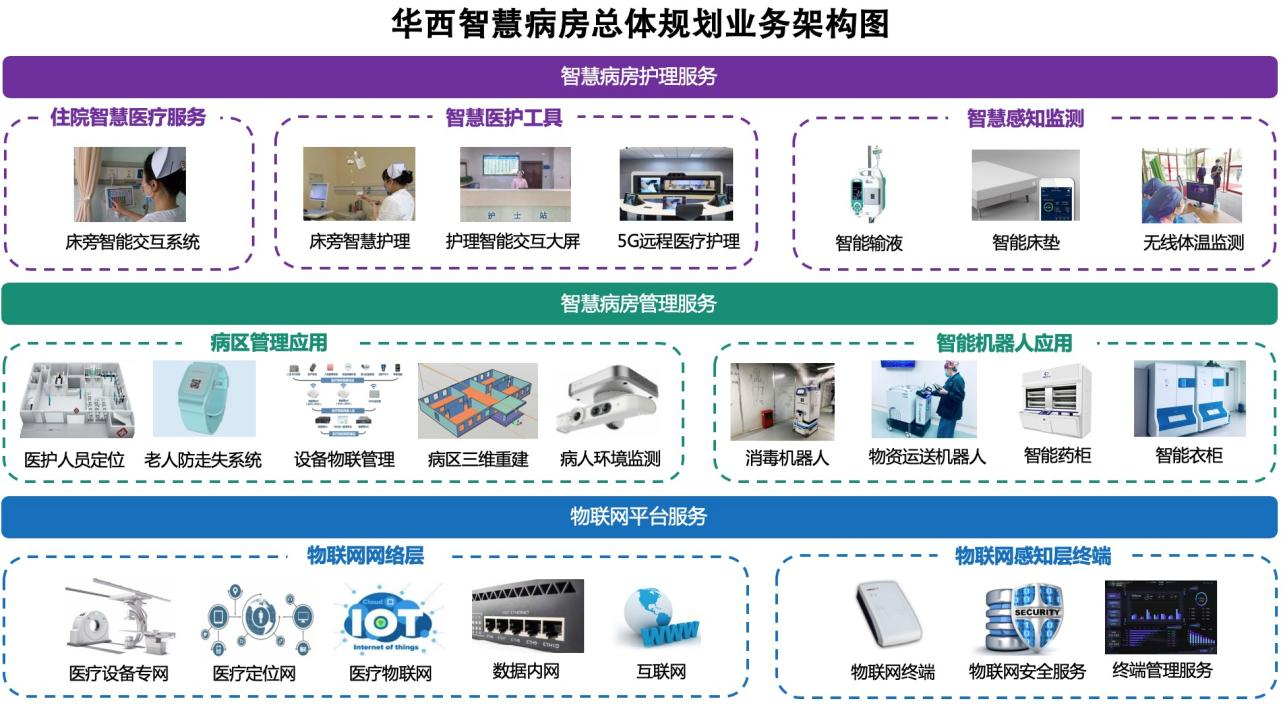 华西智慧病房总体规划业务架构图
智慧病房护理服务
住院智慧医疗服务
智慧医护工具
智慧感知监测
护 士 站
床旁智能交互系统
床旁智慧护理
护理智能交互大屏
5G远程医疗护理
智能输液
智能床垫
无线体温监测
智慧病房管理服务
病区管理应用
智能机器人应用
医护人员定位
老人防走失系统
设备物联管理
病区三维重建
病人环境监测
消毒机器人
物资运送机器人
智能药柜
智能衣柜
物联网平台服务
物联网网络层
物联网感知层终端
Cloud
IOT
Internet of things
WWW
SECURITY
医疗设备专网
医疗定位网
医疗物联网
数据内网
互联网
物联网终端
物联网安全服务
终端管理服务